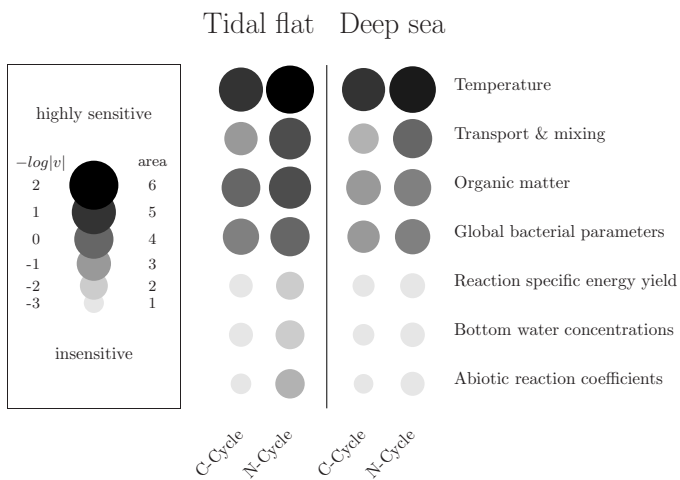 Tidal flat Deep sea
highly sensitive
−log|v| area
2 6
1 5
0 4
-1 3
-2 2
-3 1
insensitive
Temperature
Transport & mixing
Organic matter
Global bacterial parameters
Reaction specific energy yield
Bottom water concentrations
Abiotic reaction coefficients
C-Cycle N-Cycle C-Cycle N-Cycle